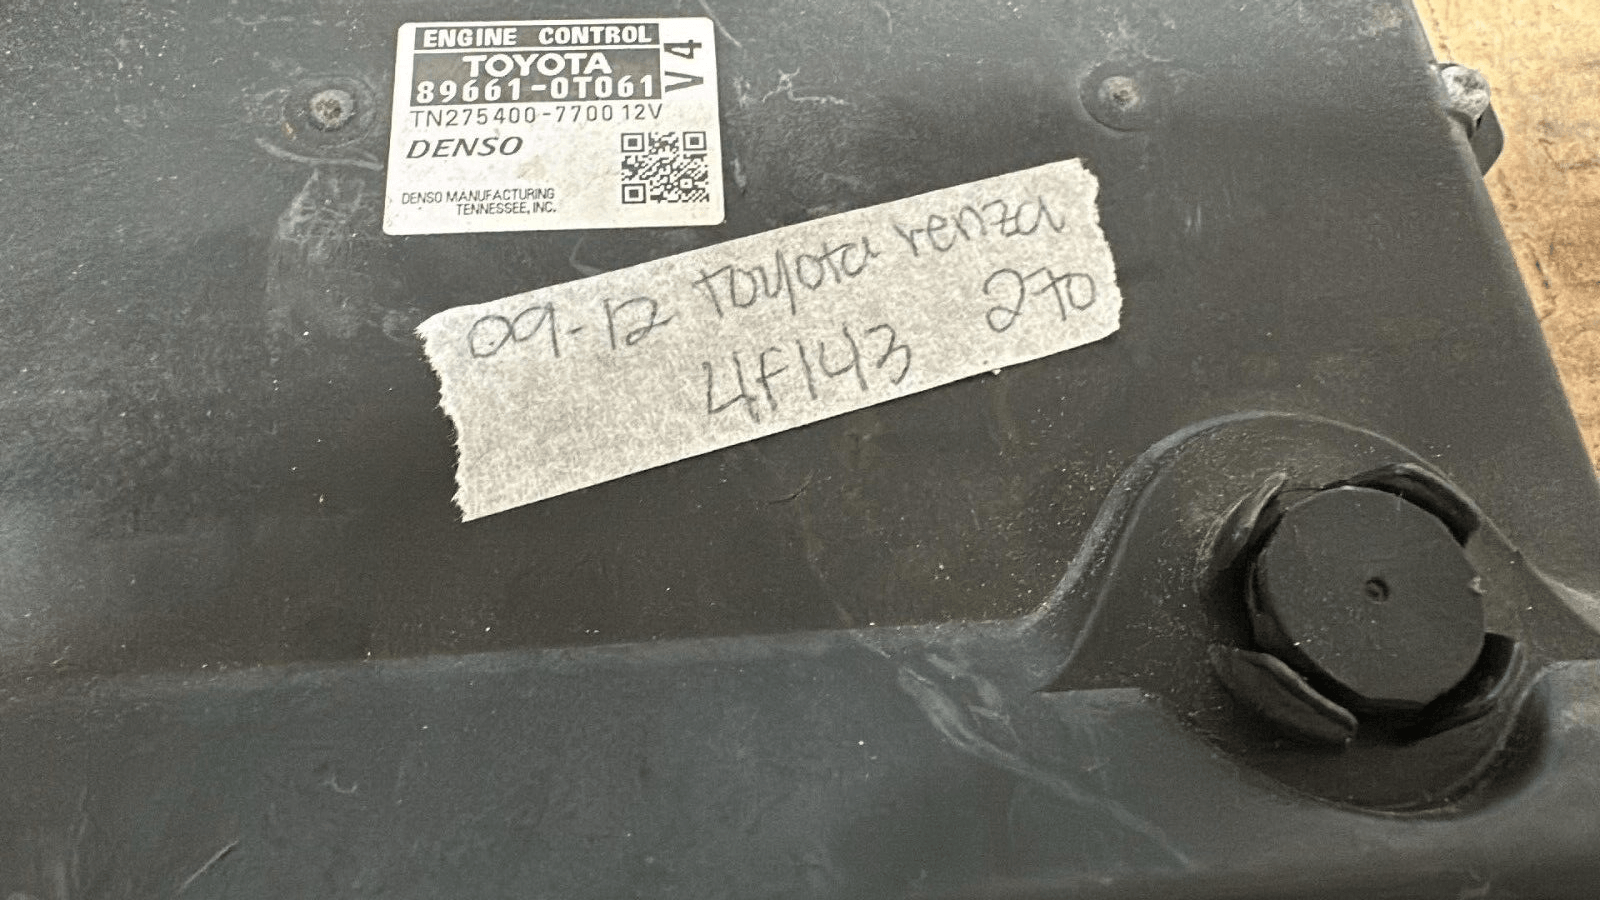 ENGINE CONTROL
TOYOTA
89661-0T061
V4
TN275400-7700 12V
DENSO
DENSO MANUFACTURING
TENNESSEE, INC.
09-12 Toyota venza
4F143 270